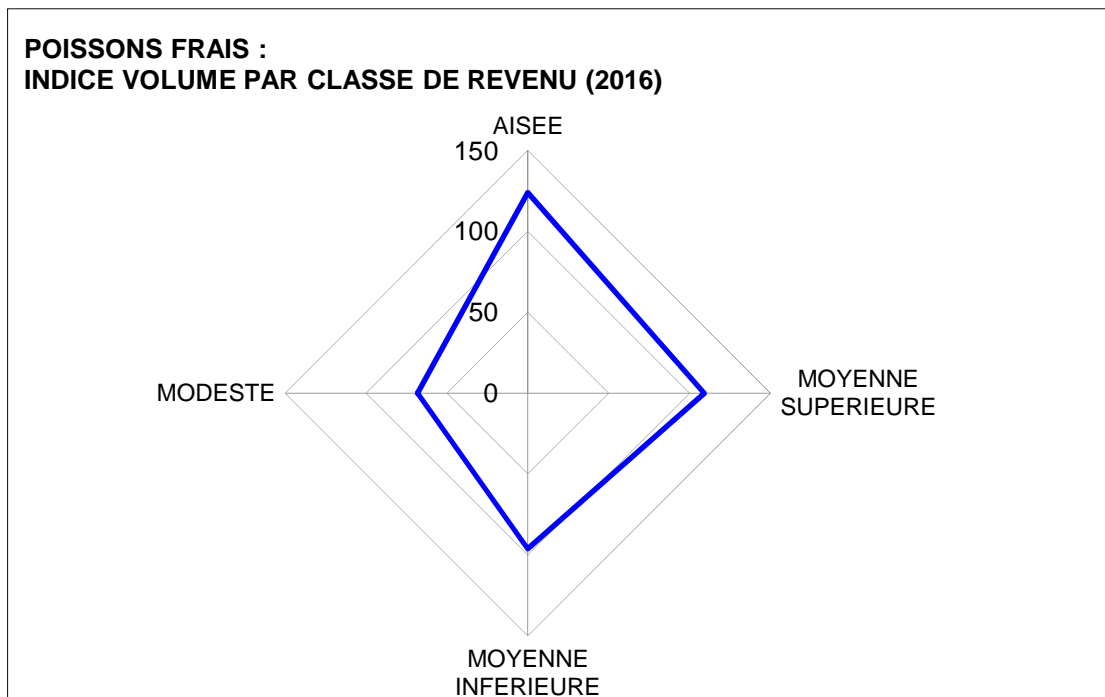 POISSONS FRAIS :
INDICE VOLUME PAR CLASSE DE REVENU (2016)
AISEE
150
100
50
0
MODESTE
MOYENNE
SUPERIEURE
MOYENNE
INFERIEURE